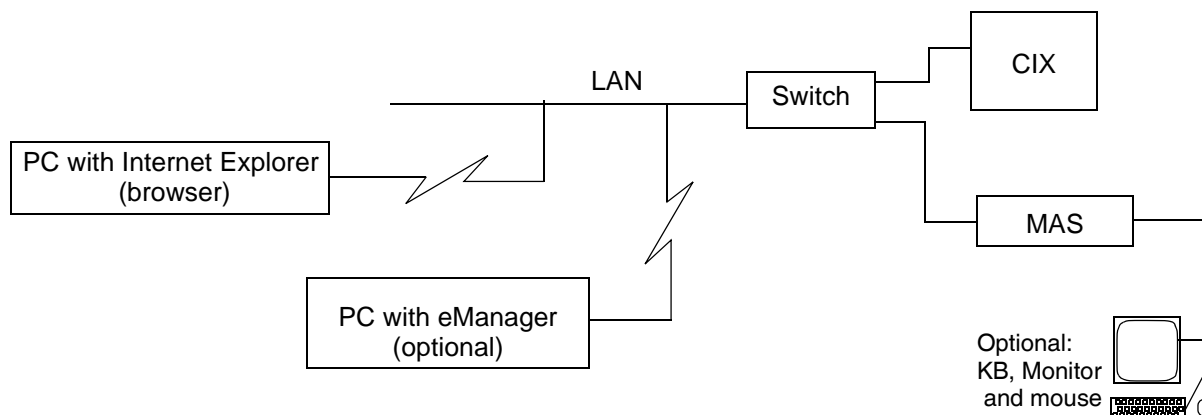 CIX
LAN
Switch
PC with Internet Explorer
(browser)
MAS
PC with eManager
(optional)
Optional:
KB, Monitor
and mouse